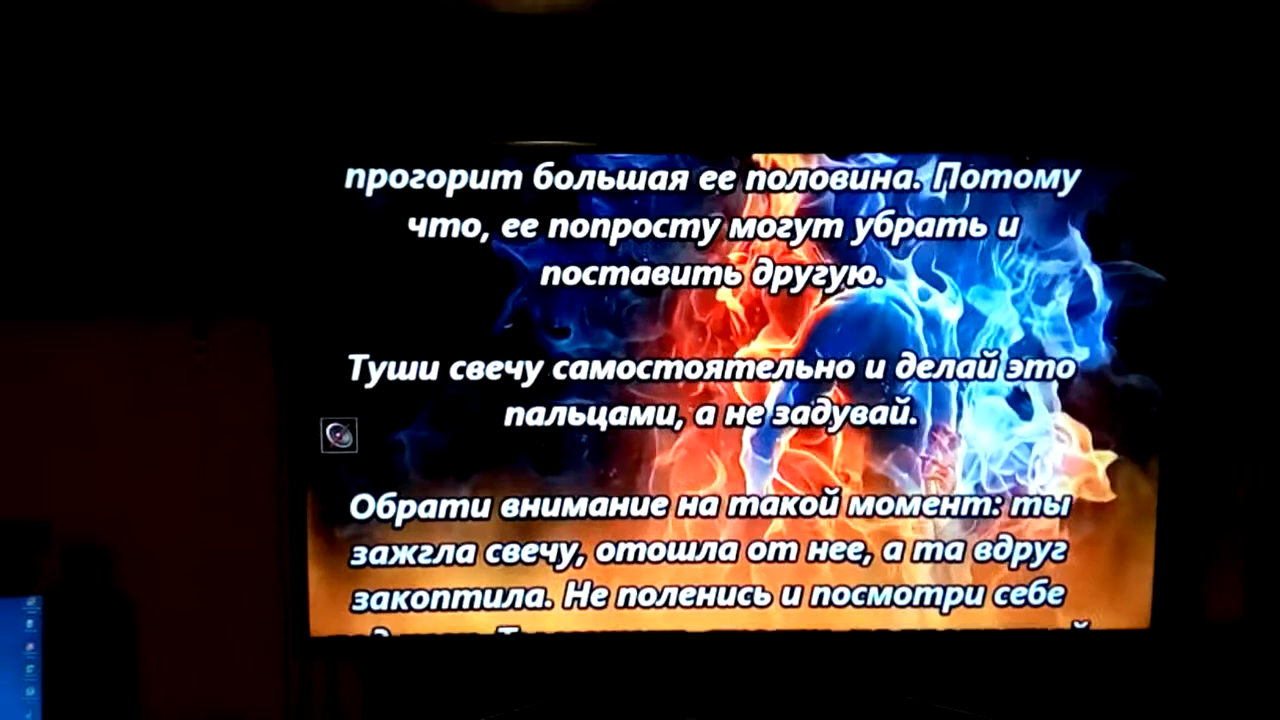 прогорит большая ее половина. Потому
что, ее попросту могут убрать и
поставить другую.
Туши свечу самостоятельно и делай это
пальцами, а не задувай.
Обрати внимание на такой момент: ты
зажгла свечу, отошла от нее, а та вдруг
закоптила. Не поленись и посмотри себе